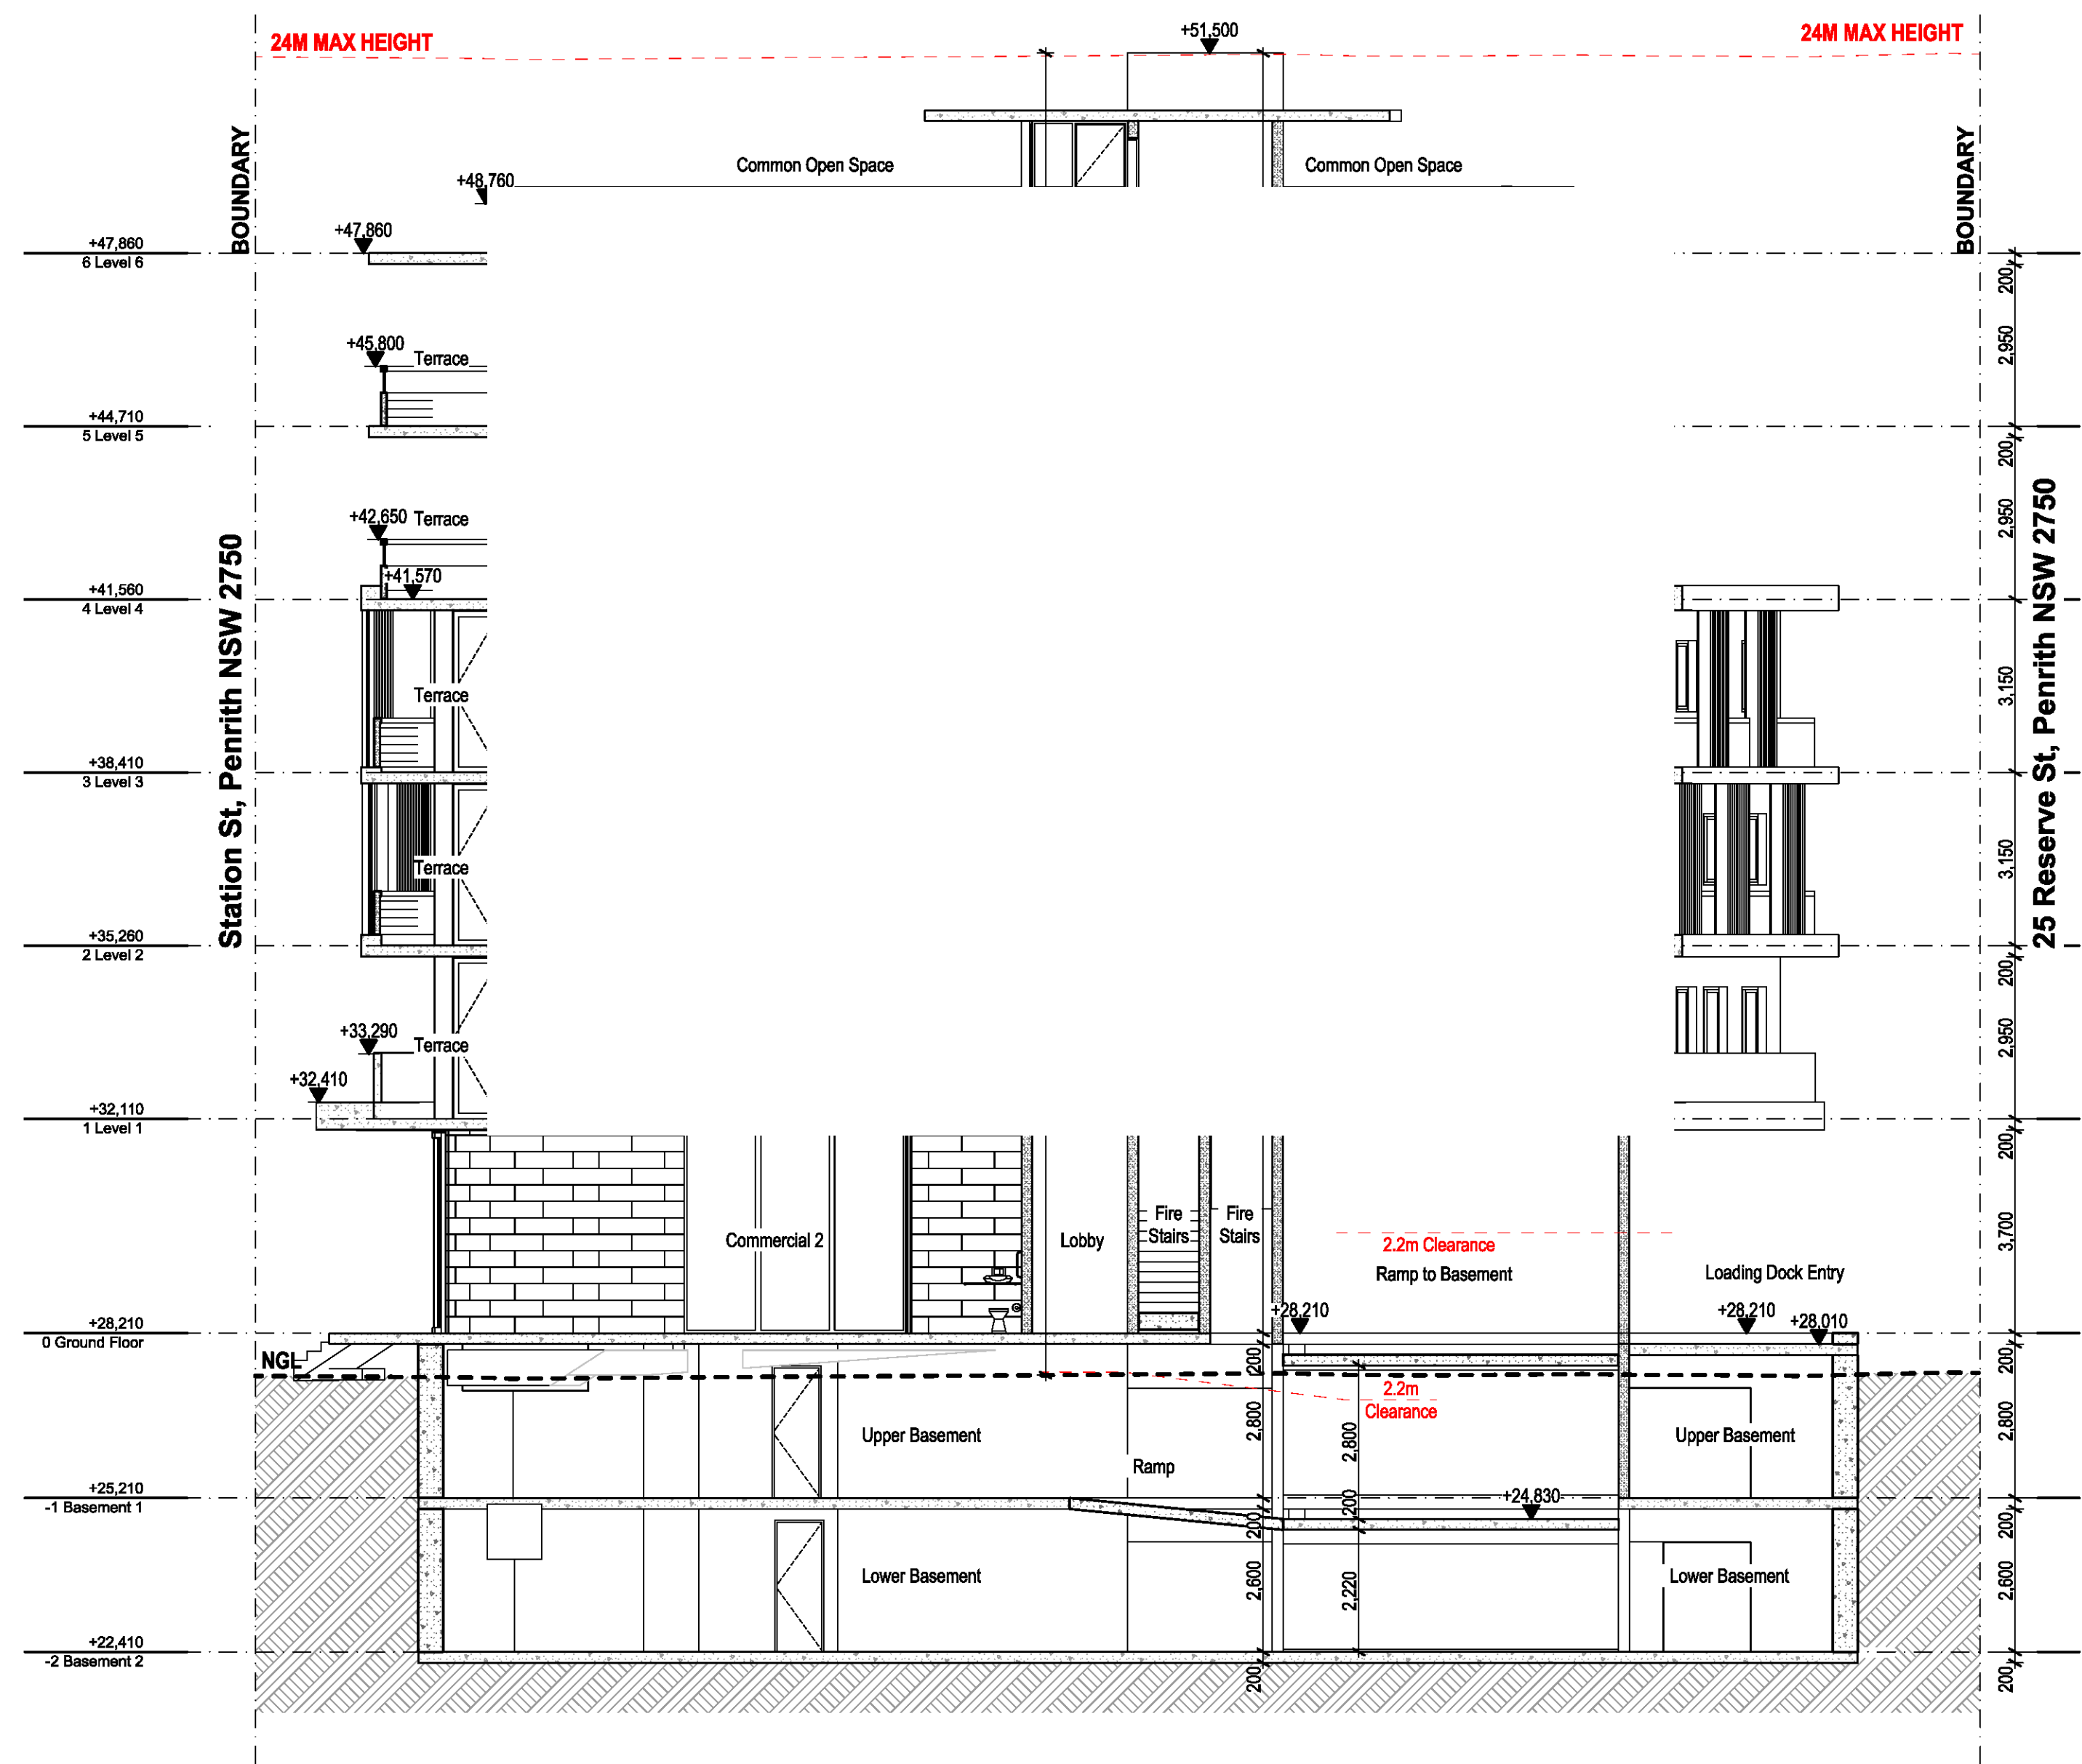 24M MAX HEIGHT
+51,500
24M MAX HEIGHT
BOUNDARY
BOUNDARY
Common Open Space
Common Open Space
+48,760
+47,860
+47,860
6 Level 6
200
2,950
+45,800
Terrace
+44,710
5 Level 5
200
2,950
+42,650
Terrace
+41,570
+41,560
4 Level 4
Station St, Penrith NSW 2750
25 Reserve St, Penrith NSW 2750
Terrace
3,150
+38,410
3 Level 3
Terrace
3,150
+35,260
2 Level 2
200
2,950
+33,290
Terrace
+32,410
+32,110
1 Level 1
200
3,700
Commercial 2
Lobby
Fire
Stairs
Fire
Stairs
2.2m Clearance
Ramp to Basement
Loading Dock Entry
+28,210
+28,210
+28,010
+28,210
0 Ground Floor
NGL
200
200
2.2m
Clearance
2,800
2,800
2,800
Upper Basement
Upper Basement
Ramp
+25,210
-1 Basement 1
200
+24,830
200
200
2,600
2,220
2,600
Lower Basement
Lower Basement
+22,410
-2 Basement 2
200
200